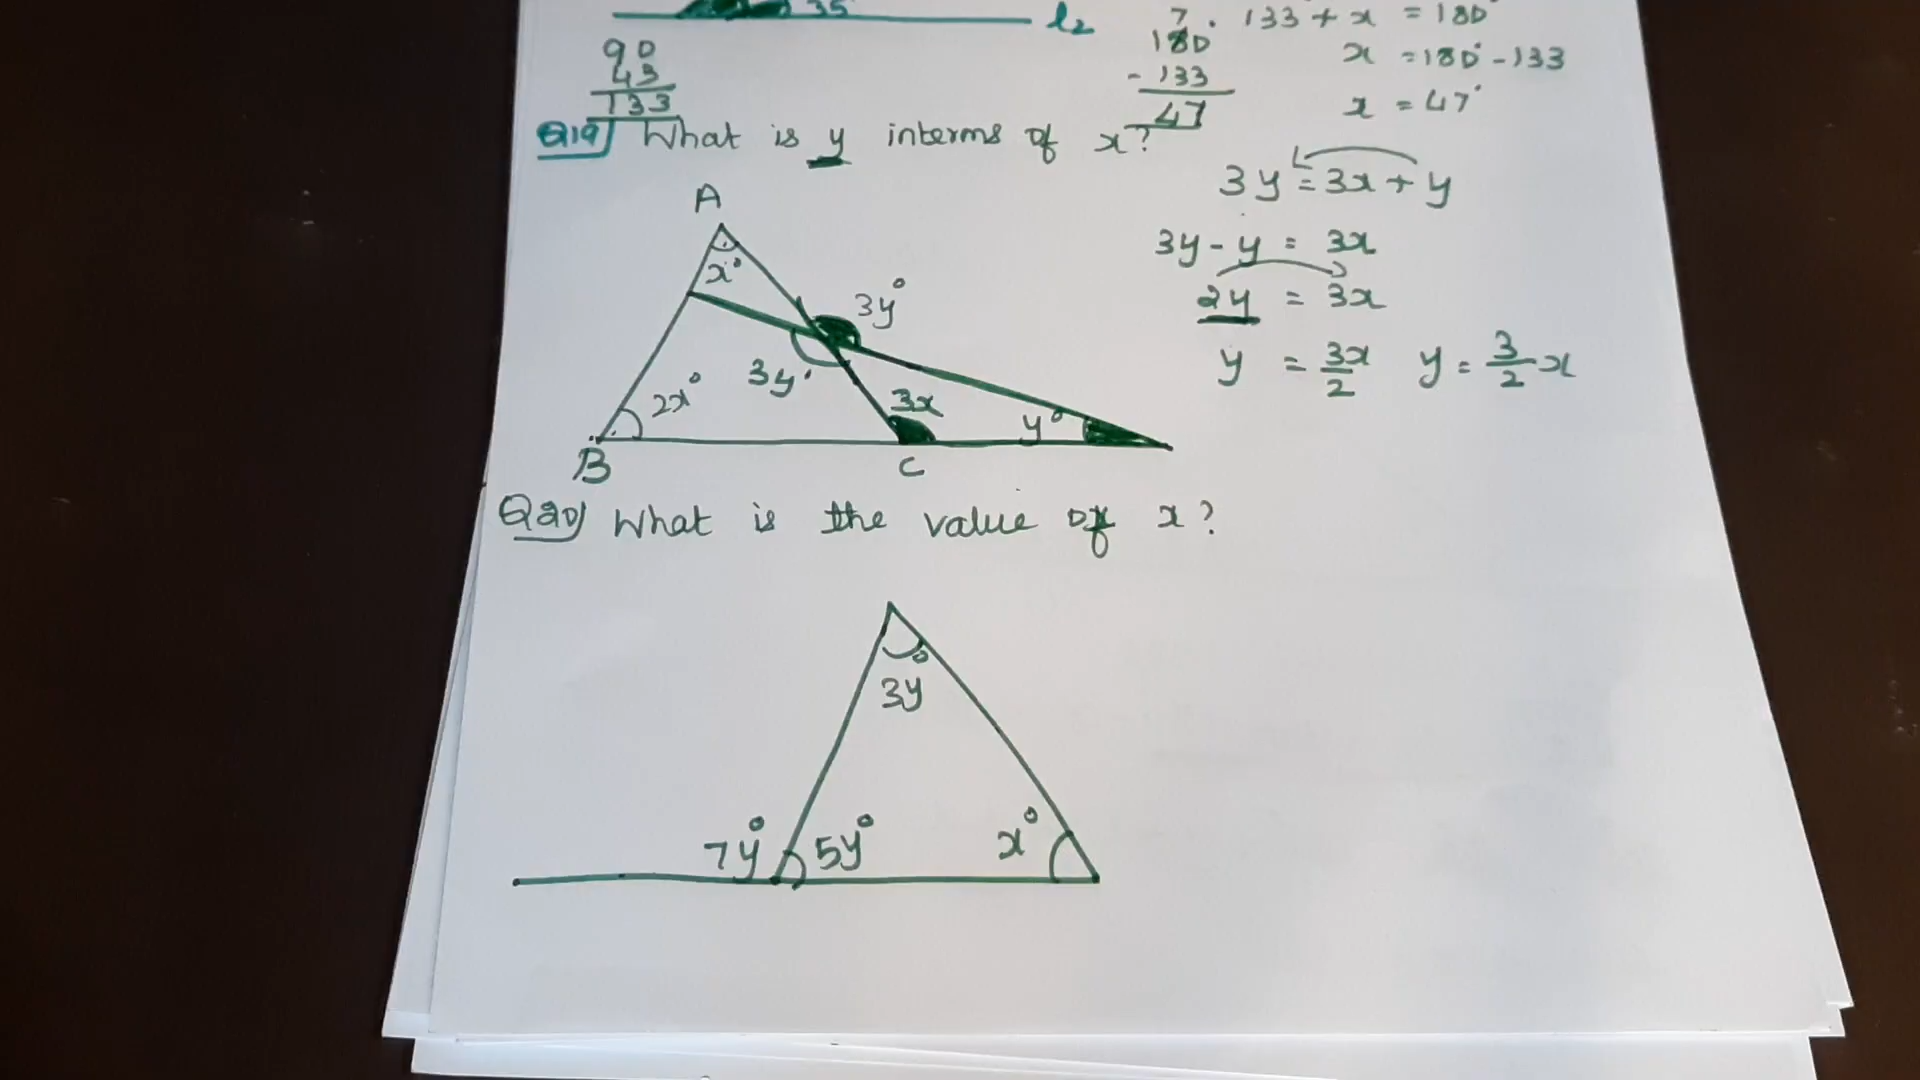 35
l2
90
43
133
7
180
- 133
47
133 + x = 180°
x = 180° - 133
x = 47°
Q19) What is y interms of x?
A
x°
3y°
3y°
2x°
3x
y°
B
C
3y = 3x + y
3y - y = 3x
2y = 3x
y = 3x/2 y = 3/2 x
Q20) What is the value of x?
3y°
7y° 5y° x°